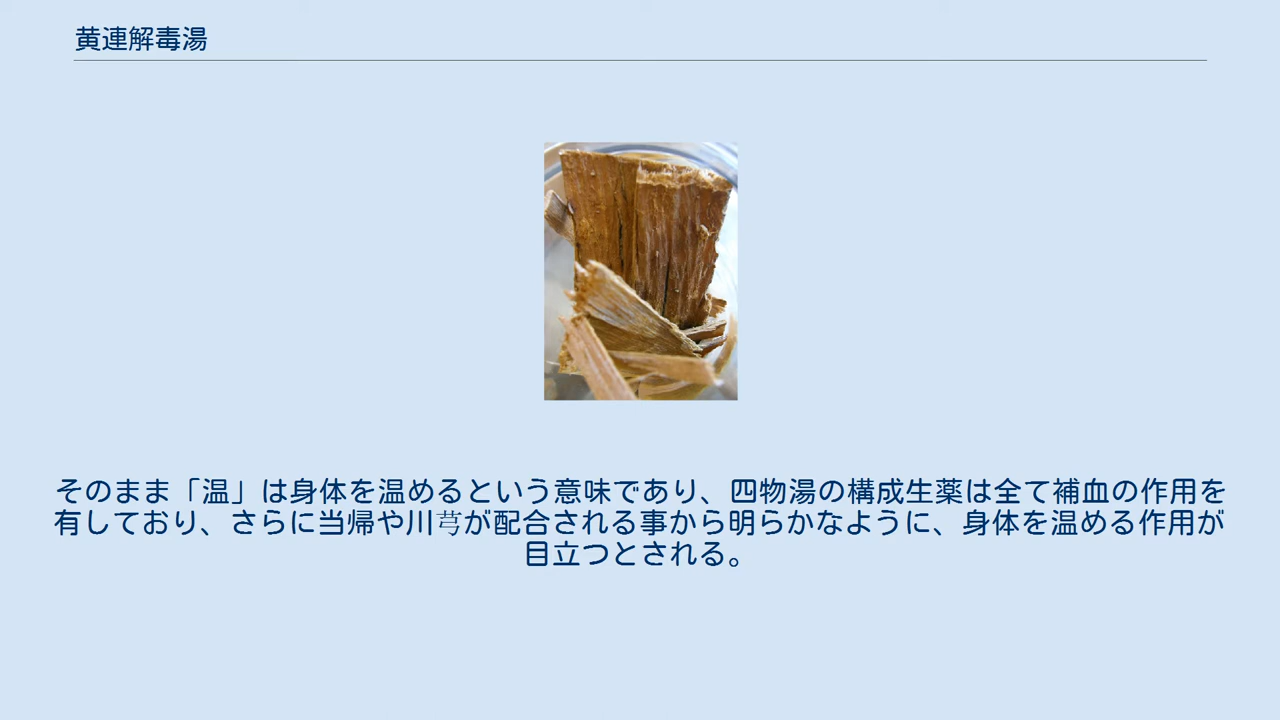 黄連解毒湯
そのまま「温」は身体を温めるという意味であり、四物湯の構成生薬は全て補血の作用を
有しており、さらに当帰や川芎が配合される事から明らかなように、身体を温める作用が
目立つとされる。